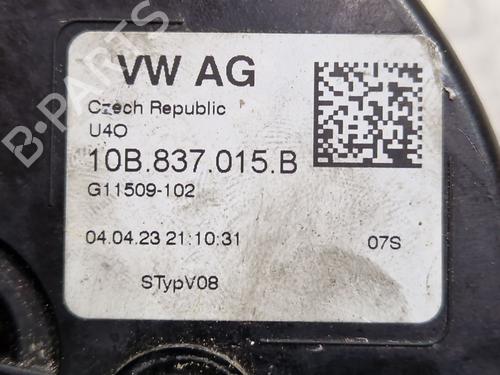 VW AG
Czech Republic
U4O
10B.837.015.B
G11509-102
04.04.23 21:10:31
07S
STypV08
B-PARTS